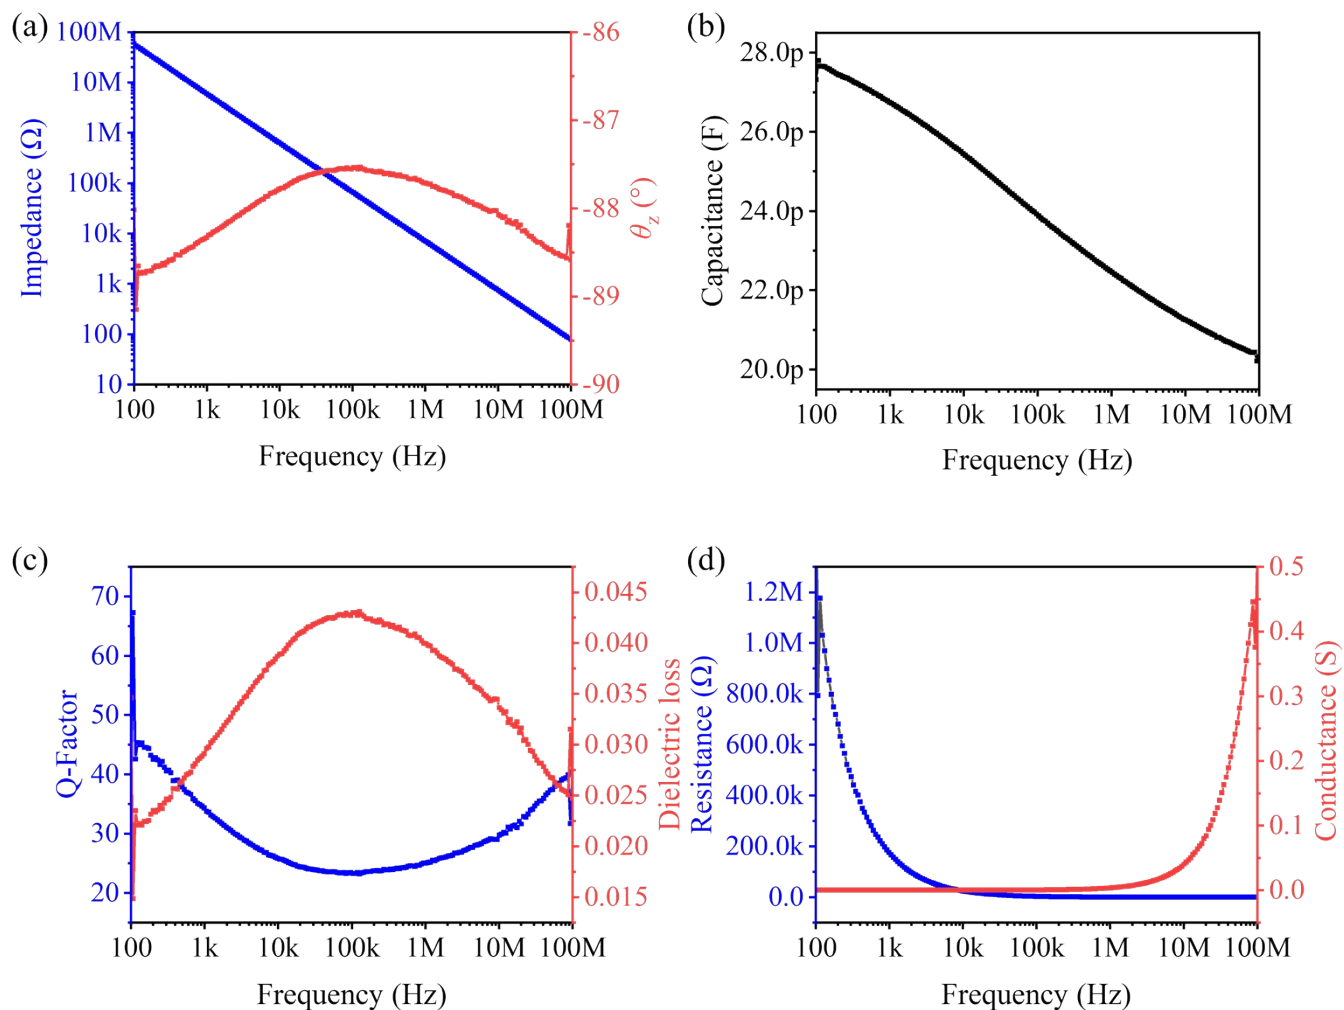 (a)
100M
10M
1M
100k
10k
1k
100
10
Impedance (Ω)
-86
-87
-88
-89
-90
θz (°)
100 1k 10k 100k 1M 10M 100M
Frequency (Hz)
(b)
28.0p
26.0p
24.0p
22.0p
20.0p
Capacitance (F)
100 1k 10k 100k 1M 10M 100M
Frequency (Hz)
(c)
70
60
50
40
30
20
Q-Factor
0.045
0.040
0.035
0.030
0.025
0.020
0.015
Dielectric loss
100 1k 10k 100k 1M 10M 100M
Frequency (Hz)
(d)
1.2M
1.0M
800.0k
600.0k
400.0k
200.0k
0.0
Resistance (Ω)
0.5
0.4
0.3
0.2
0.1
0.0
Conductance (S)
100 1k 10k 100k 1M 10M 100M
Frequency (Hz)